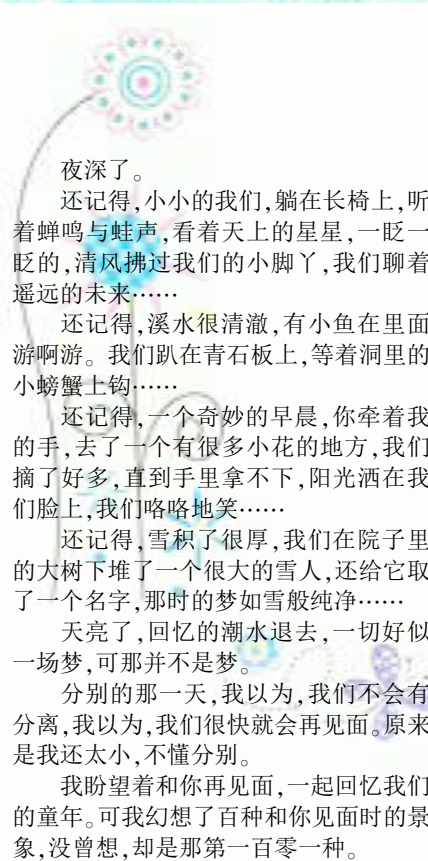 夜深了。
还记得,小小的我们,躺在长椅上,听
着蝉鸣与蛙声,看着天上的星星,一眨一
眨的,清风拂过我们的小脚丫,我们聊着
遥远的未来……
还记得,溪水很清澈,有小鱼在里面
游啊游。我们趴在青石板上,等着洞里的
小螃蟹上钩……
还记得,一个奇妙的早晨,你牵着我
的手,去了一个有很多小花的地方,我们
摘了好多,直到手里拿不下,阳光洒在我
们脸上,我们咯咯地笑……
还记得,雪积了很厚,我们在院子里
的大树下堆了一个很大的雪人,还给它取
了一个名字,那时的梦如雪般纯净……
天亮了,回忆的潮水退去,一切好似
一场梦,可那并不是梦。
分别的那一天,我以为,我们不会有
分离,我以为,我们很快就会再见面。原来
是我还太小,不懂分别。
我盼望着和你再见面,一起回忆我们
的童年。可我幻想了百种和你见面时的景
象,没曾想,却是那第一百零一种。